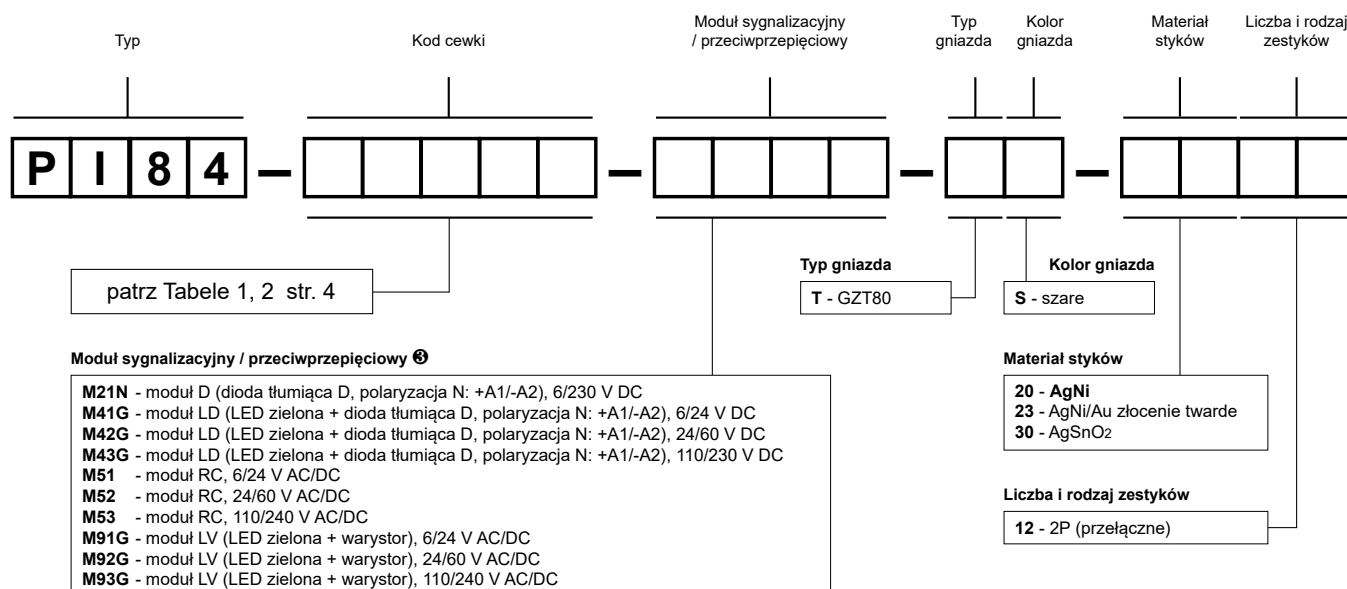 Typ
Kod cewki
Moduł sygnalizacyjny
/ przeciwprzepięciowy
Typ
gniazda
Kolor
gniazda
Materiał
styków
Liczba i rodzaj
zestyków
P I 8 4 – – – –
patrz Tabele 1, 2 str. 4
Typ gniazda
T - GZT80
Kolor gniazda
S - szare
Moduł sygnalizacyjny / przeciwprzepięciowy ❸
M21N - moduł D (dioda tłumiąca D, polaryzacja N: +A1/-A2), 6/230 V DC
M41G - moduł LD (LED zielona + dioda tłumiąca D, polaryzacja N: +A1/-A2), 6/24 V DC
M42G - moduł LD (LED zielona + dioda tłumiąca D, polaryzacja N: +A1/-A2), 24/60 V DC
M43G - moduł LD (LED zielona + dioda tłumiąca D, polaryzacja N: +A1/-A2), 110/230 V DC
M51 - moduł RC, 6/24 V AC/DC
M52 - moduł RC, 24/60 V AC/DC
M53 - moduł RC, 110/240 V AC/DC
M91G - moduł LV (LED zielona + warystor), 6/24 V AC/DC
M92G - moduł LV (LED zielona + warystor), 24/60 V AC/DC
M93G - moduł LV (LED zielona + warystor), 110/240 V AC/DC
Materiał styków
20 - AgNi
23 - AgNi/Au złocenie twarde
30 - AgSnO2
Liczba i rodzaj zestyków
12 - 2P (przełączne)